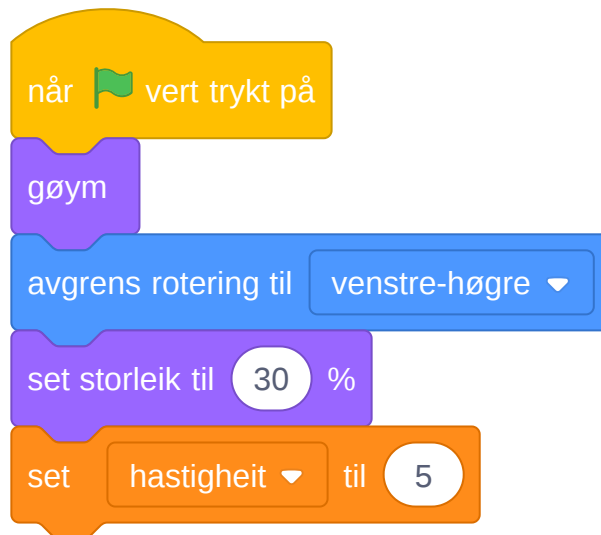 når vert trykt på
gøym
avgrens rotering til venstre-høgre
set storleik til 30 %
set hastigheit til 5